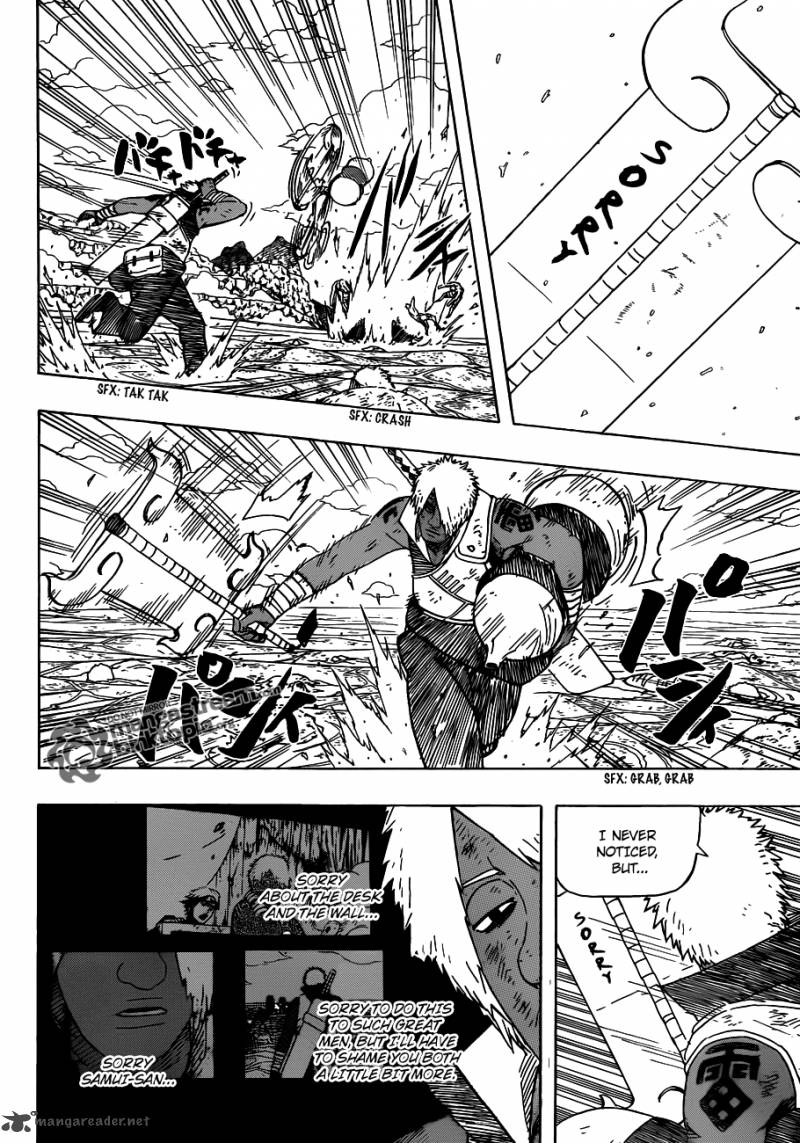 SORRY
バチャ バチャ
SFX: TAK TAK
SFX: CRASH
パシィ
パシィ
SFX: GRAB, GRAB
I NEVER
NOTICED,
BUT...
SORRY
SORRY
ABOUT THE DESK
AND THE WALL...
SORRY TO DO THIS
TO SUCH GREAT
MEN, BUT I'LL HAVE
TO SHAME YOU BOTH
A LITTLE BIT MORE.
SORRY
SAMUI-SAN...
mangareader.net